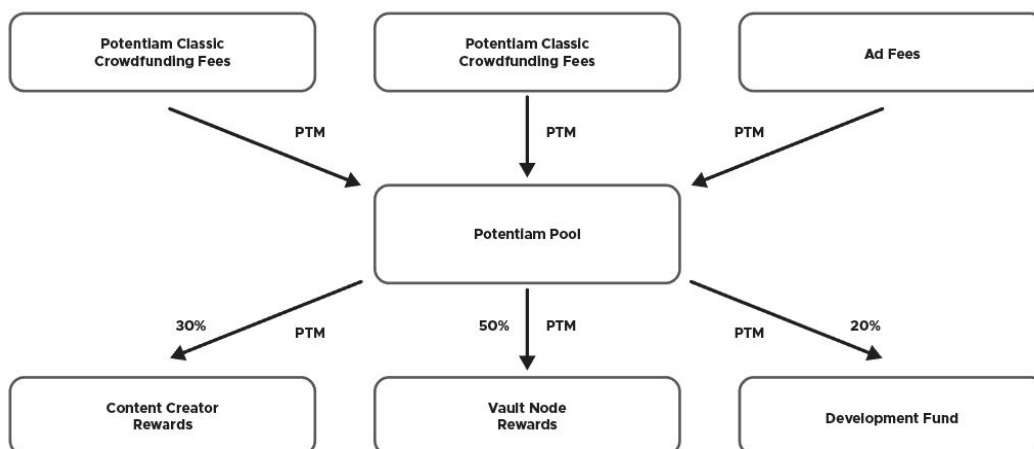 Potentiam Classic
Crowdfunding Fees
Potentiam Classic
Crowdfunding Fees
Ad Fees
PTM
PTM
PTM
Potentiam Pool
30%
PTM
50%
PTM
PTM
20%
Content Creator
Rewards
Vault Node
Rewards
Development Fund